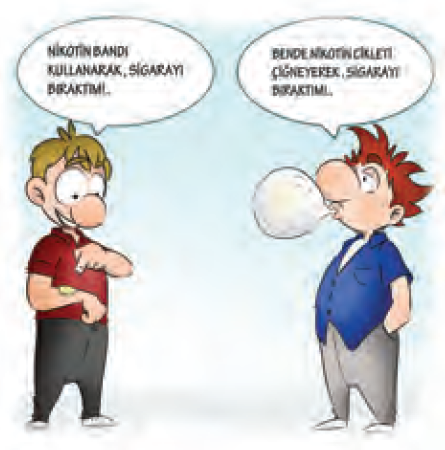 NİKOTİN BANDI
KULLANARAK, SİGARAYI
BIRAKTIM!..
BENDE NİKOTİN CİKLETİ
ÇİĞNEYEREK, SİGARAYI
BIRAKTIM!..